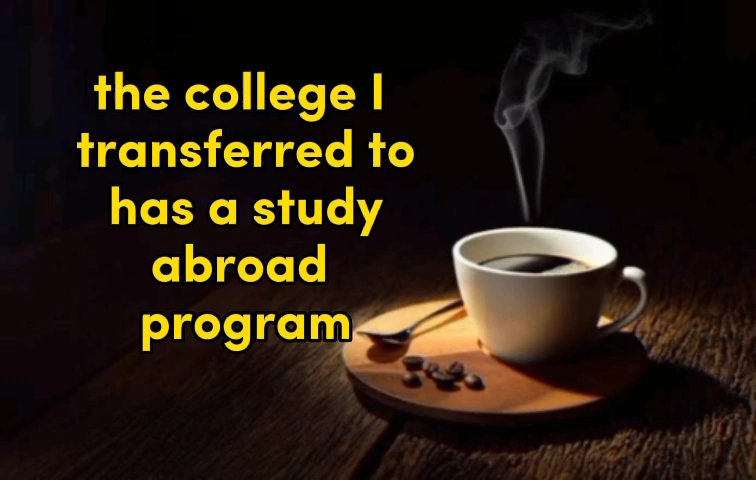 the college I
transferred to
has a study
abroad
program